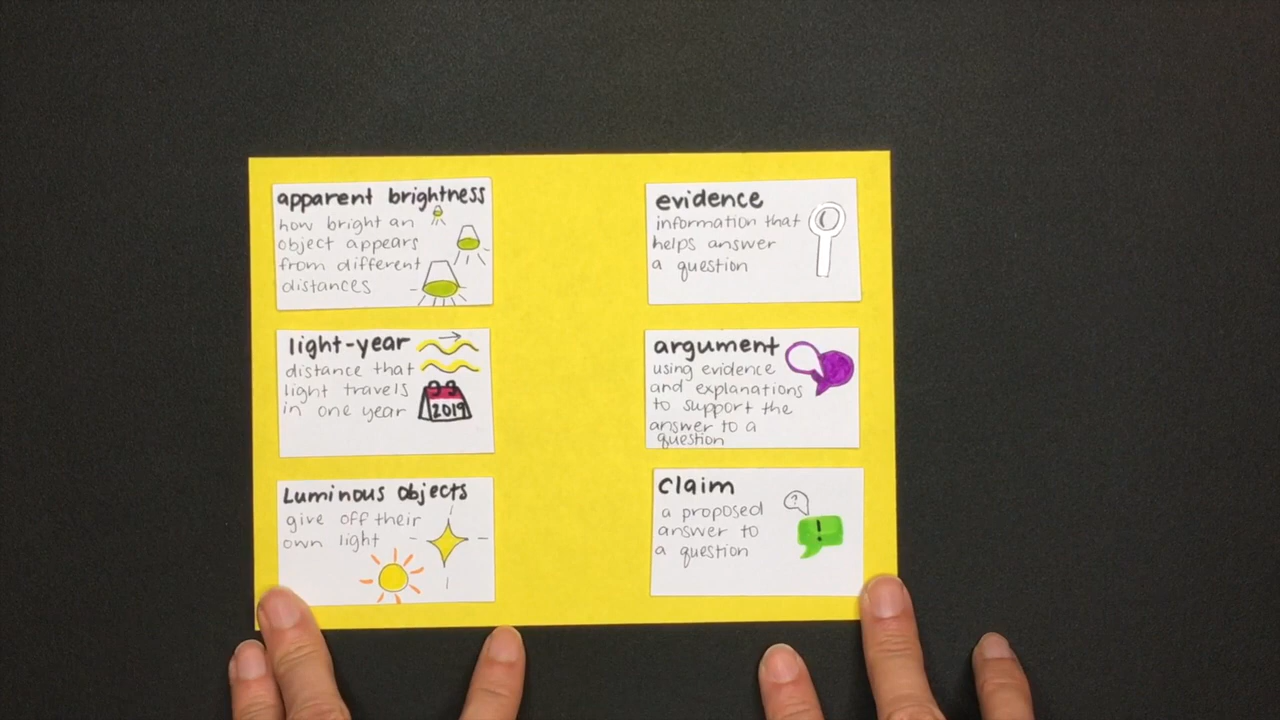 apparent brightness
how bright an
object appears
from different
distances
light-year
distance that
light travels
in one year
2019
Luminous objects
give off their
own light
evidence
information that
helps answer
a question
argument
using evidence
and explanations
to support the
answer to a
question
claim
a proposed
answer to
a question
?
!